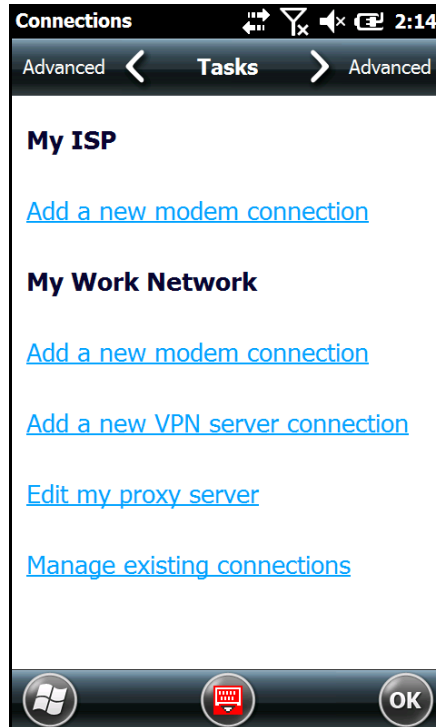 Connections 2:14
Advanced Tasks Advanced
My ISP
Add a new modem connection
My Work Network
Add a new modem connection
Add a new VPN server connection
Edit my proxy server
Manage existing connections
OK